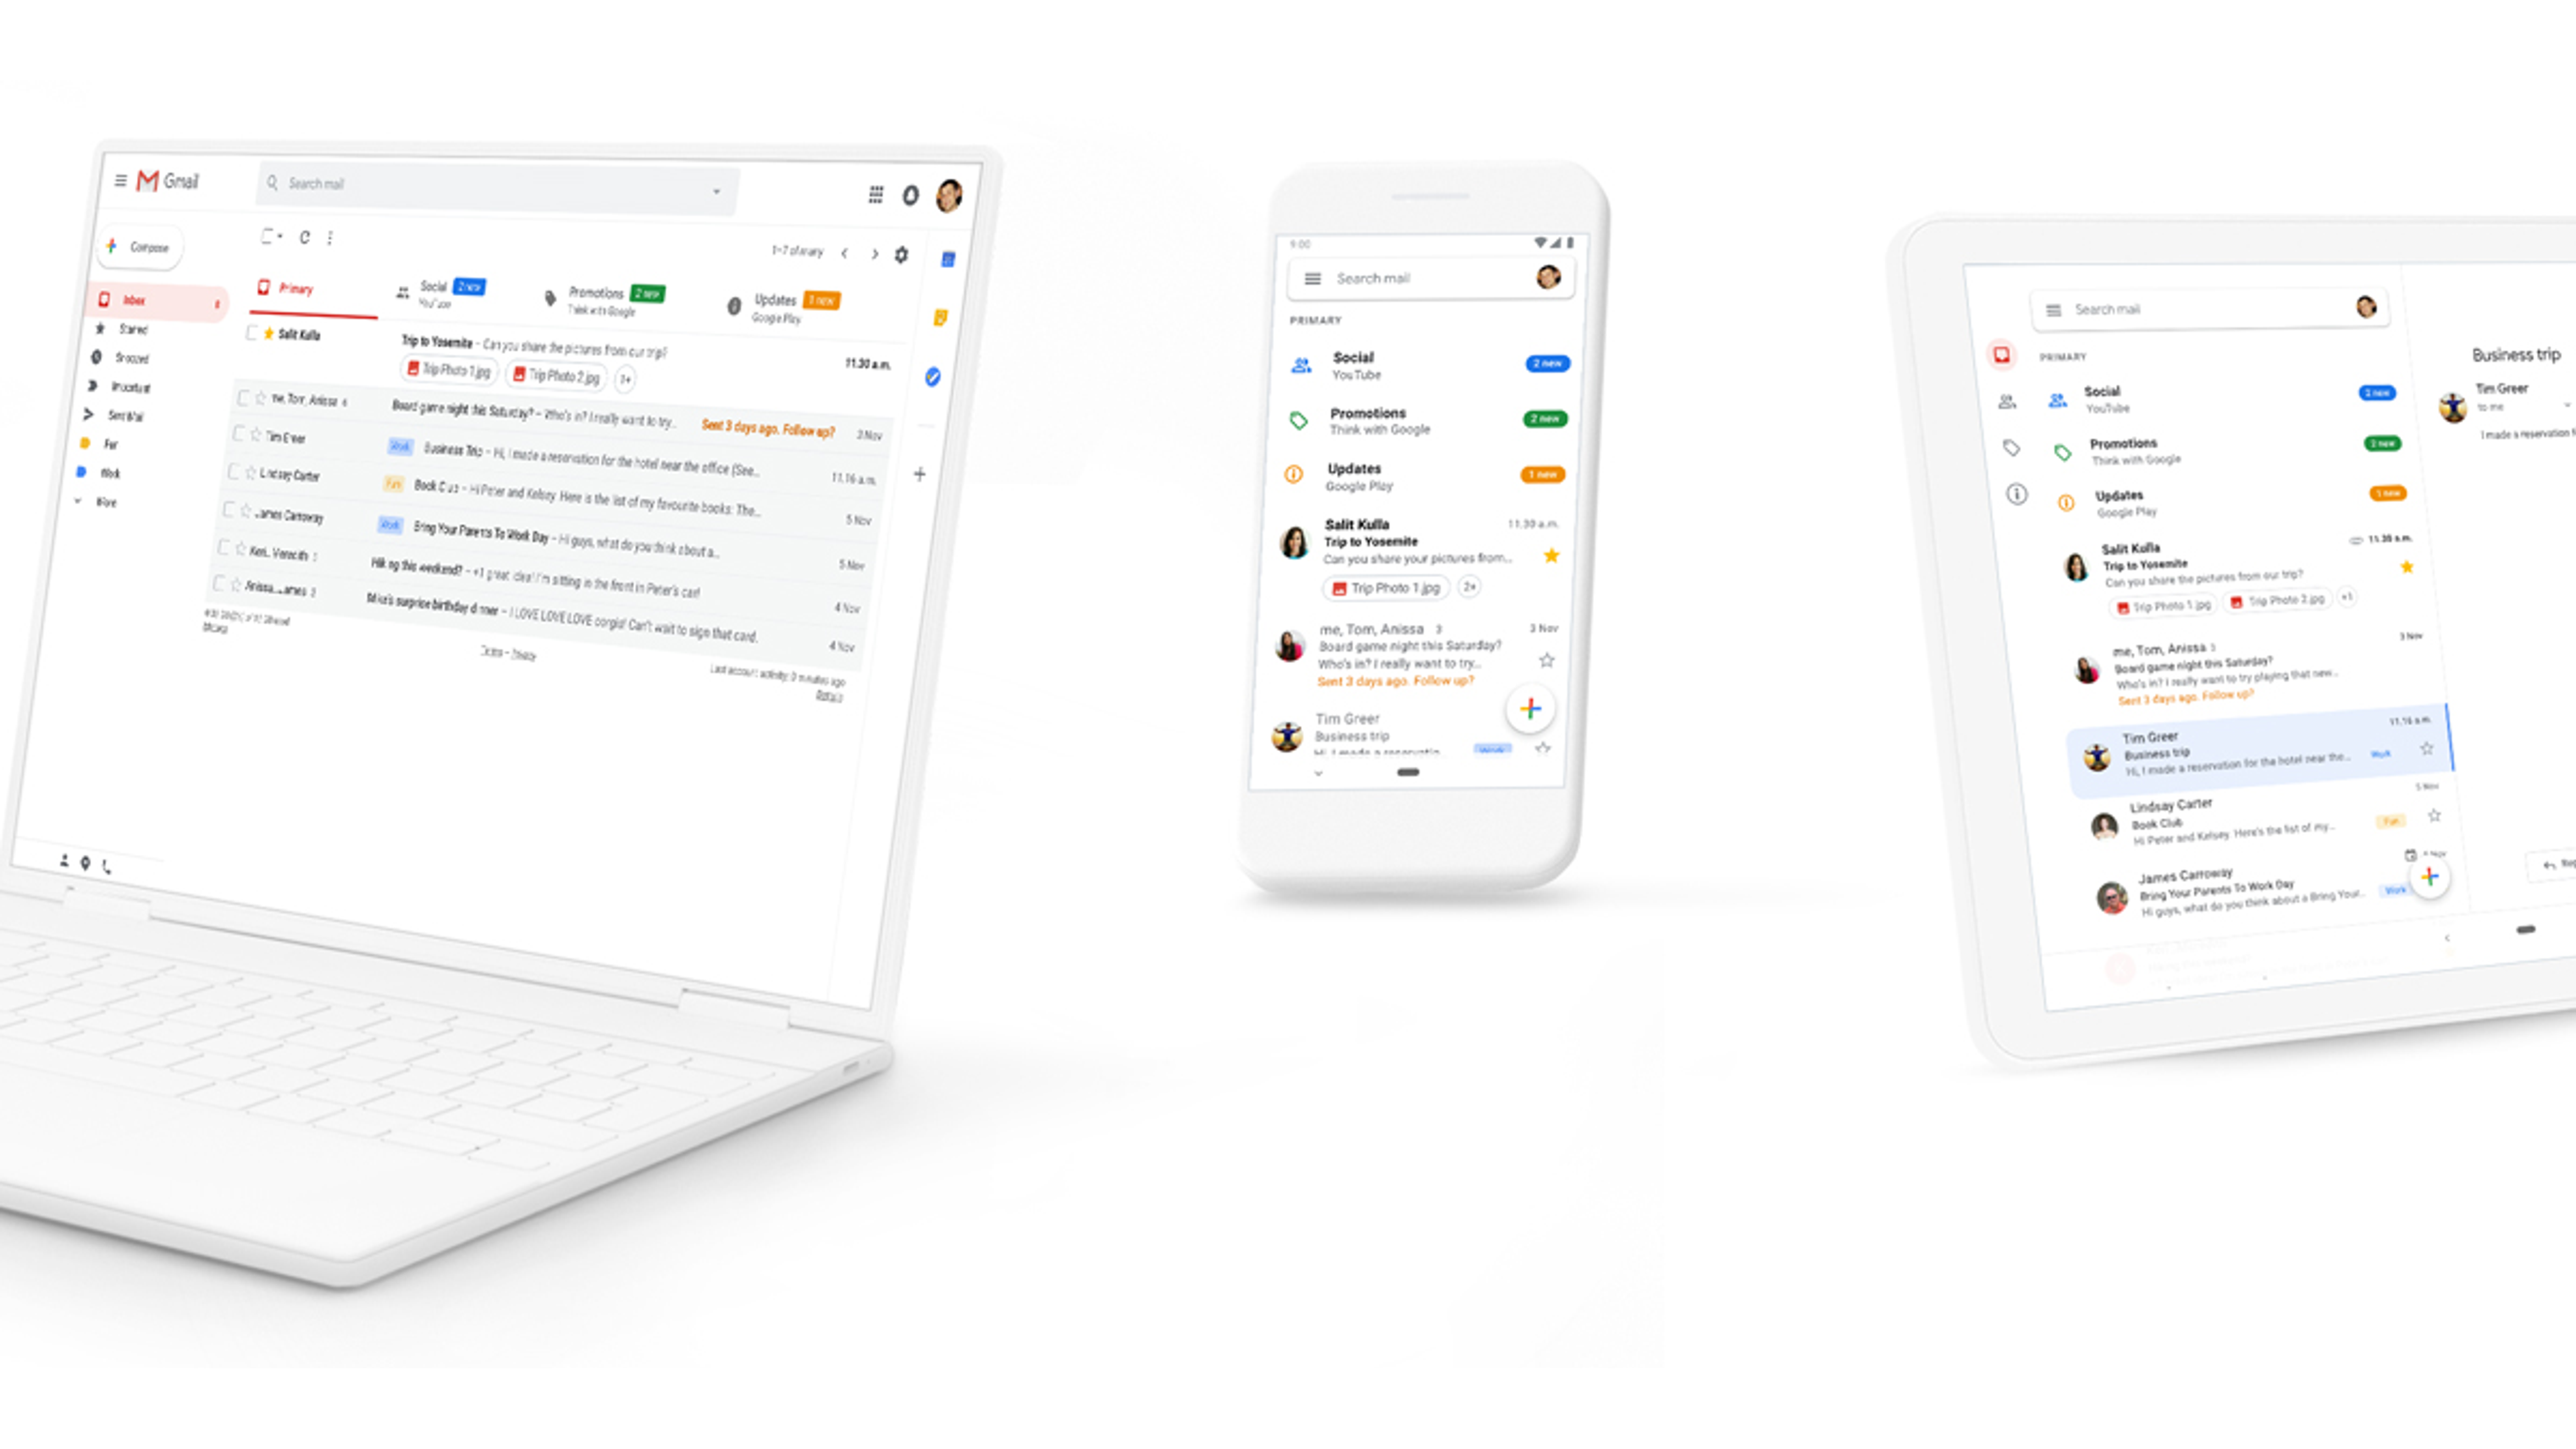 Gmail
Search mail
Compose
1–7 of many
Inbox
Starred
Snoozed
Important
Sent Mail
Fun
Work
More
Primary
Social 2 new
YouTube
Promotions 2 new
Think with Google
Updates 1 new
Google Play
Salit Kulla Trip to Yosemite – Can you share the pictures from our trip? 11.30 a.m.
Trip Photo 1.jpg Trip Photo 2.jpg 1+
me, Tom, Anissa Board game night this Saturday? – Who's in? I really want to try... Sent 3 days ago. Follow up? 3 Nov
Tim Greer Work Business Trip – Hi, I made a reservation for the hotel near the office (See... 11.16 a.m.
Lindsay Carter Fun Book Club – Hi Peter and Kelsey. Here is the list of my favourite books: The... 5 Nov
James Carroway Work Bring Your Parents To Work Day – Hi guys, what do you think about a... 5 Nov
Hiking this weekend? – +1 great idea! I'm sitting in the front in Peter's car! 4 Nov
Mika's surprise birthday dinner – I LOVE LOVE LOVE corgis! Can't wait to sign that card. 4 Nov
Last account activity: 0 minutes ago
Details
9:00
Search mail
PRIMARY
Social 2 new
YouTube
Promotions 2 new
Think with Google
Updates 1 new
Google Play
Salit Kulla 11.30 a.m.
Trip to Yosemite
Can you share your pictures from...
Trip Photo 1.jpg 2+
me, Tom, Anissa 3 3 Nov
Board game night this Saturday?
Who's in? I really want to try...
Sent 3 days ago. Follow up?
Tim Greer
Business trip
Hi, I made a reservatio... Work
Search mail
PRIMARY
Social 2 new
YouTube
Promotions 2 new
Think with Google
Updates 1 new
Google Play
Salit Kulla 11.30 a.m.
Trip to Yosemite
Can you share the pictures from our trip?
Trip Photo 1.jpg Trip Photo 2.jpg +1
me, Tom, Anissa 3 3 Nov
Board game night this Saturday?
Who's in? I really want to try playing that new...
Sent 3 days ago. Follow up?
Tim Greer 11.16 a.m.
Business trip
Hi, I made a reservation for the hotel near the... Work
Lindsay Carter 5 Nov
Book Club
Hi Peter and Kelsey. Here's the list of my... Fun
James Carroway
Bring Your Parents To Work Day
Hi guys, what do you think about a Bring Your... Work
Business trip
Tim Greer
to me
I made a reservation